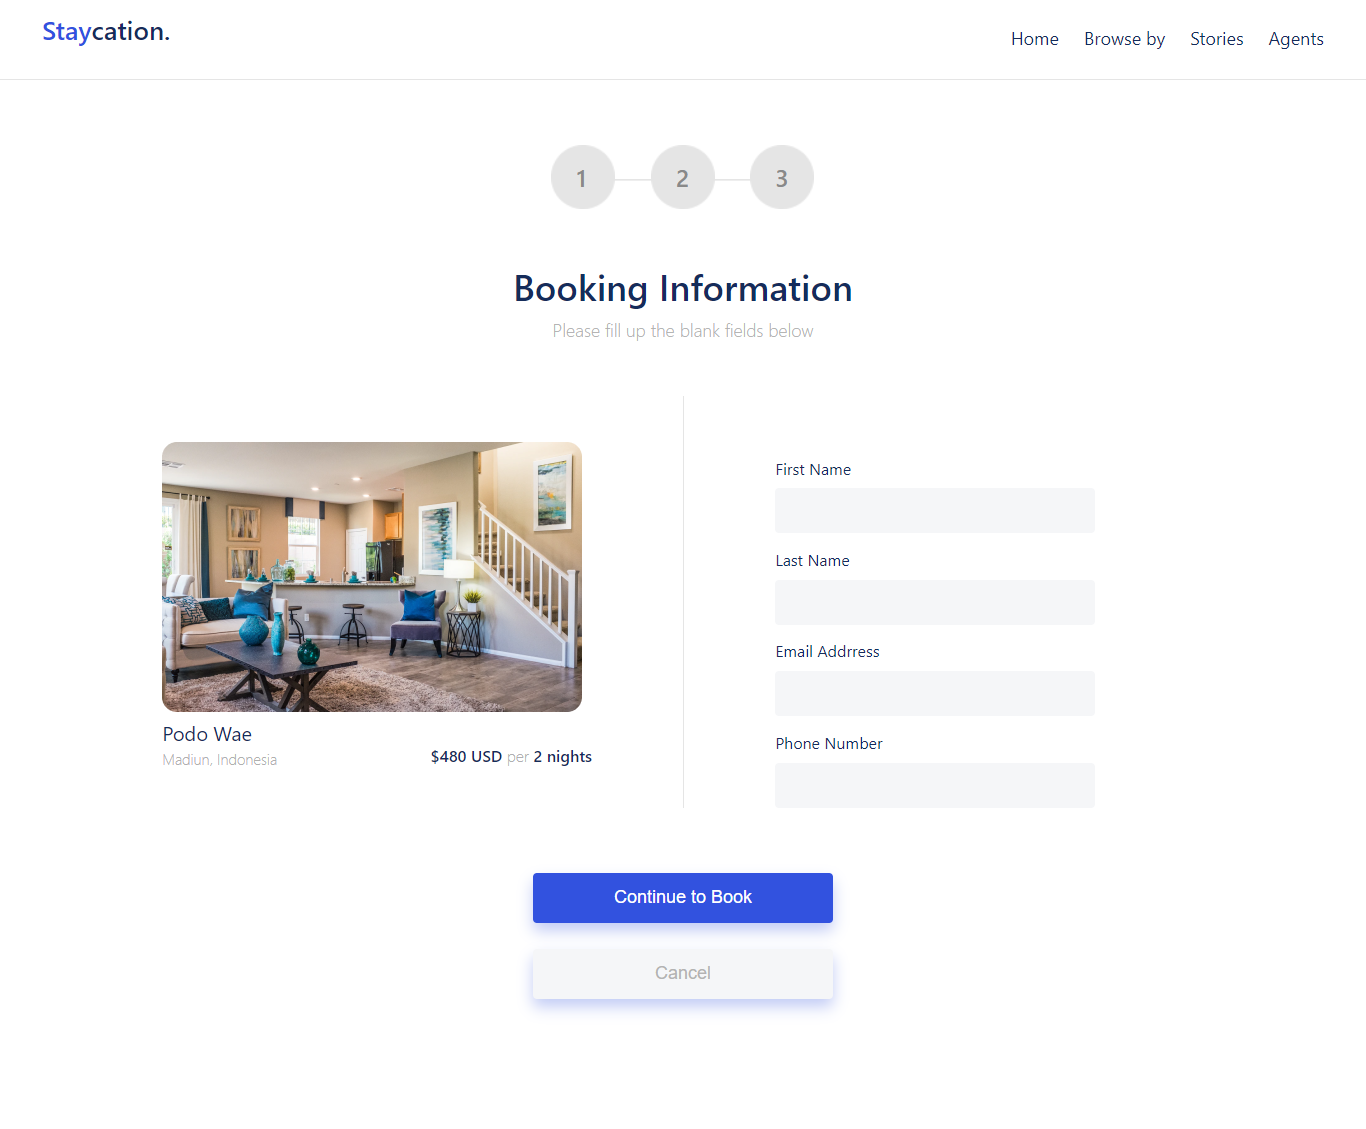 Staycation.
Home Browse by Stories Agents
1 2 3
Booking Information
Please fill up the blank fields below
Podo Wae
Madiun, Indonesia
$480 USD per 2 nights
First Name
Last Name
Email Addrress
Phone Number
Continue to Book
Cancel